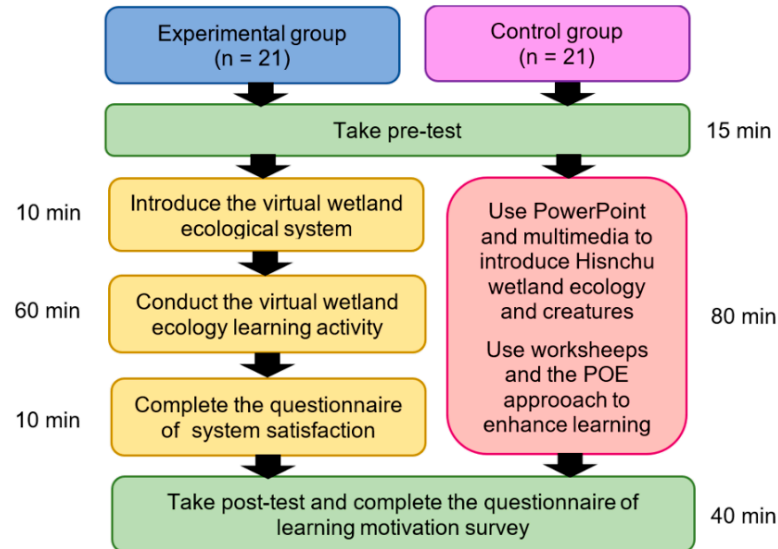 Experimental group
(n = 21)
Control group
(n = 21)
Take pre-test
15 min
10 min
Introduce the virtual wetland
ecological system
60 min
Conduct the virtual wetland
ecology learning activity
10 min
Complete the questionnaire
of system satisfaction
Use PowerPoint
and multimedia to
introduce Hisnchu
wetland ecology
and creatures
Use worksheeps
and the POE
approoach to
enhance learning
80 min
Take post-test and complete the questionnaire of
learning motivation survey
40 min